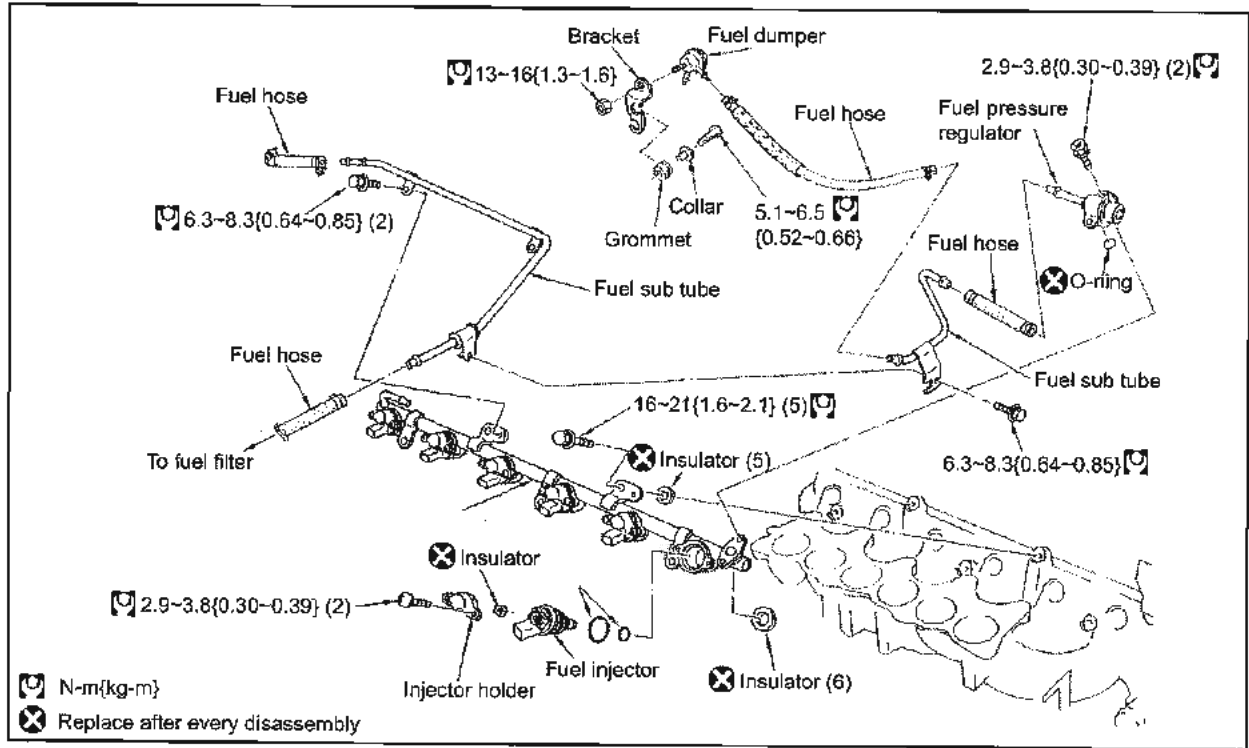 Bracket
Fuel dumper
13~16{1.3~1.6}
2.9~3.8{0.30~0.39} (2)
Fuel hose
Fuel hose
Fuel pressure
regulator
6.3~8.3{0.64~0.85} (2)
Collar
Grommet
5.1~6.5
{0.52~0.66}
Fuel hose
O-ring
Fuel sub tube
Fuel hose
Fuel sub tube
16~21{1.6~2.1} (5)
To fuel filter
Insulator (5)
6.3~8.3{0.64~0.85}
Insulator
2.9~3.8{0.30~0.39} (2)
Fuel injector
Injector holder
Insulator (6)
N-m{kg-m}
Replace after every disassembly